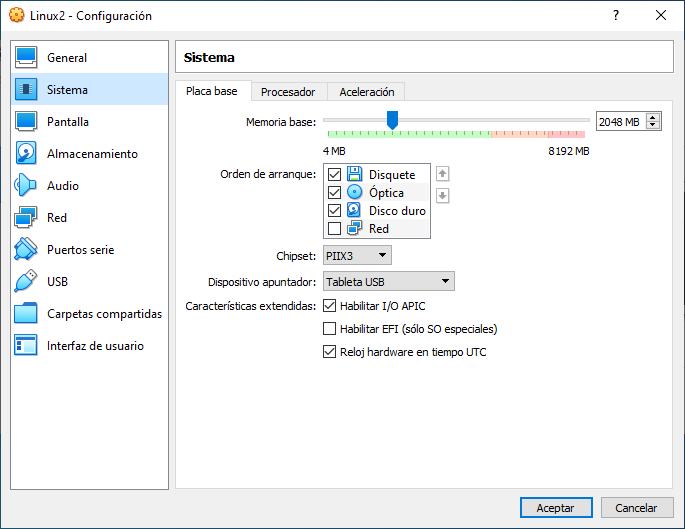 Linux2 - Configuración
?
General
Sistema
Pantalla
Almacenamiento
Audio
Red
Puertos serie
USB
Carpetas compartidas
Interfaz de usuario
Sistema
Placa base Procesador Aceleración
Memoria base: 2048 MB
4 MB 8192 MB
Orden de arranque: Disquete
Óptica
Disco duro
Red
Chipset: PIIX3
Dispositivo apuntador: Tableta USB
Características extendidas: Habilitar I/O APIC
Habilitar EFI (sólo SO especiales)
Reloj hardware en tiempo UTC
Aceptar Cancelar